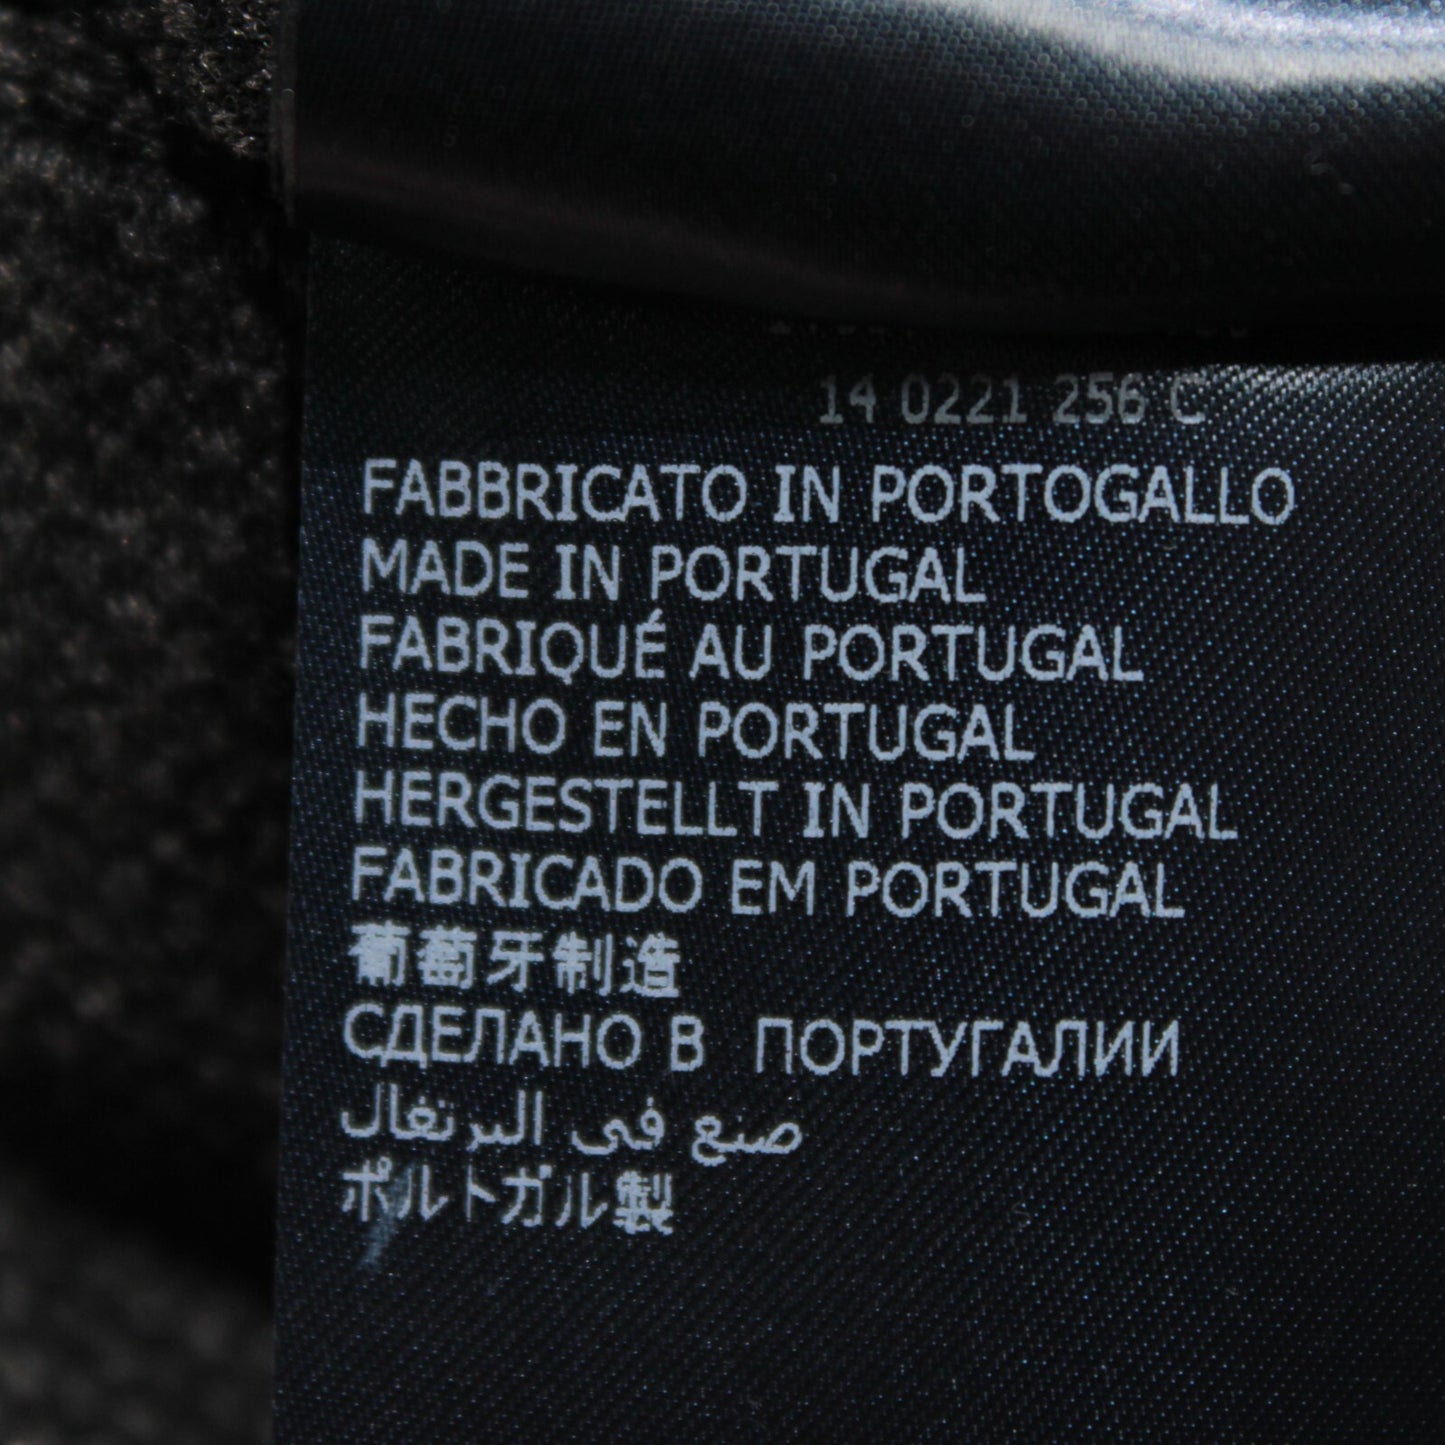 14 0221 256 C
FABBRICATO IN PORTOGALLO
MADE IN PORTUGAL
FABRIQUÉ AU PORTUGAL
HECHO EN PORTUGAL
HERGESTELLT IN PORTUGAL
FABRICADO EM PORTUGAL
葡萄牙制造
СДЕЛАНО В ПОРТУГАЛИИ
صنع فى البرتغال
ポルトガル製